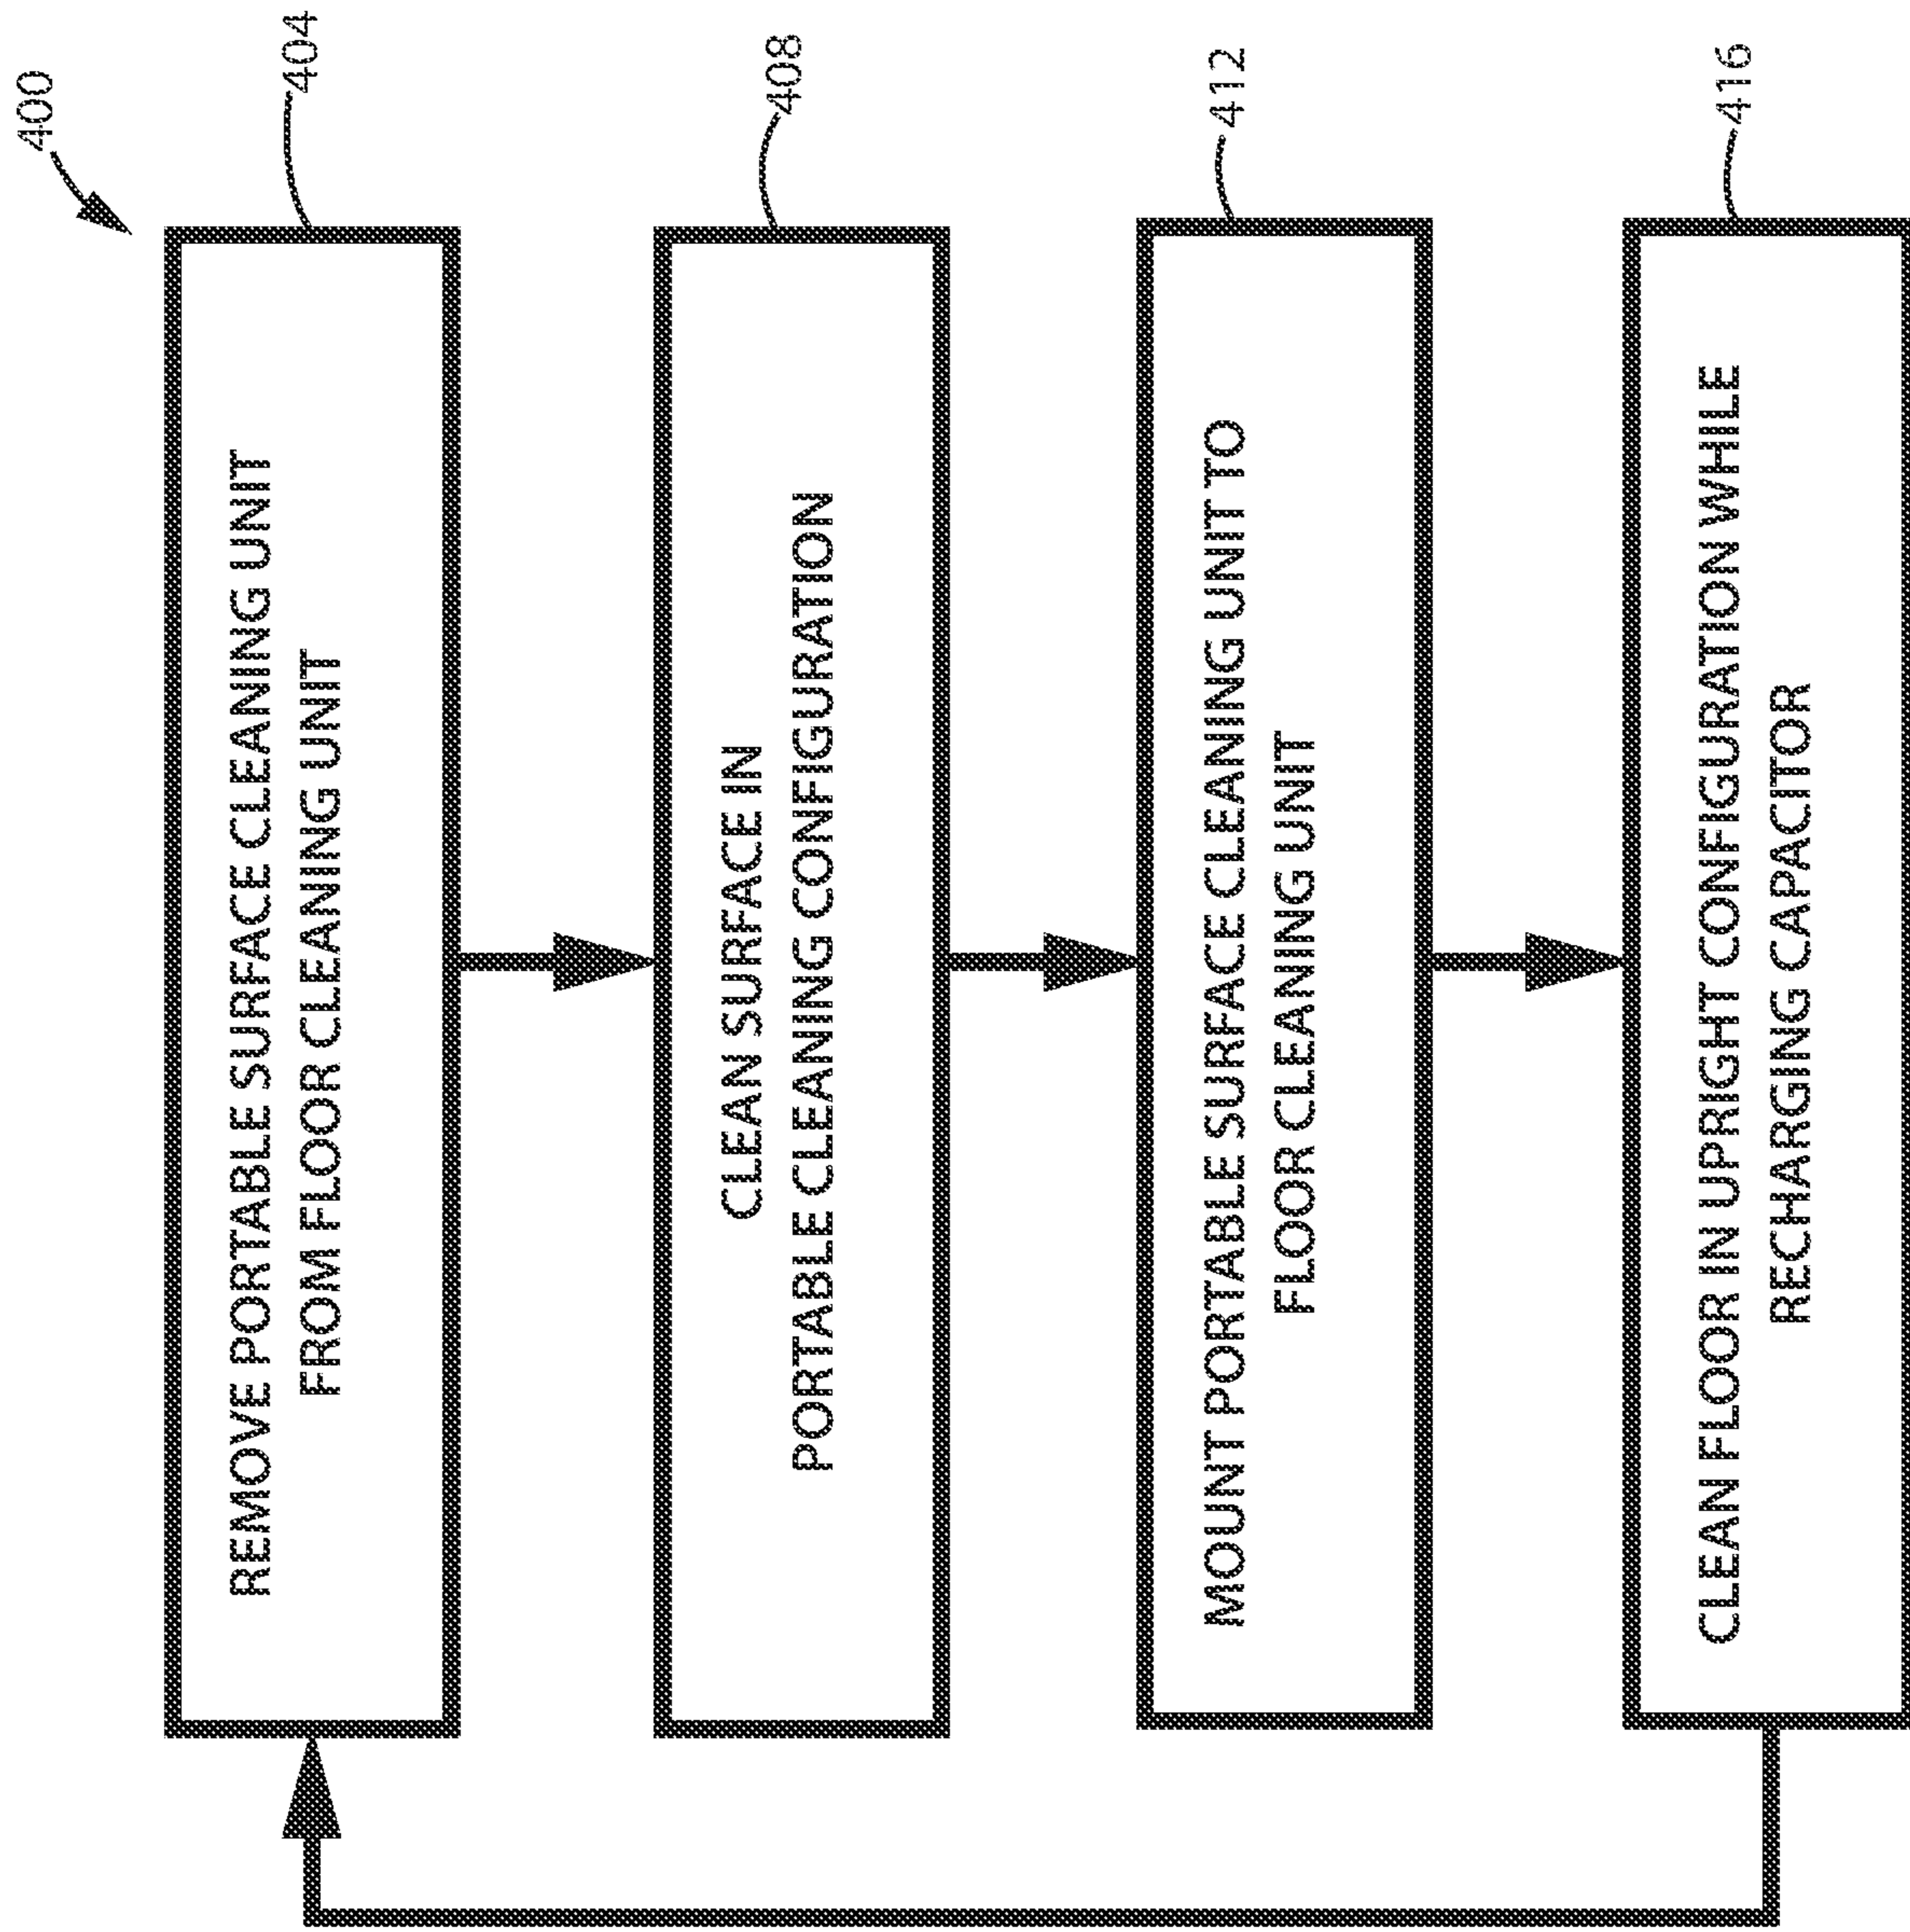 400
REMOVE PORTABLE SURFACE CLEANING UNIT
FROM FLOOR CLEANING UNIT
404
CLEAN SURFACE IN
PORTABLE CLEANING CONFIGURATION
408
MOUNT PORTABLE SURFACE CLEANING UNIT TO
FLOOR CLEANING UNIT
412
CLEAN FLOOR IN UPRIGHT CONFIGURATION WHILE
RECHARGING CAPACITOR
416